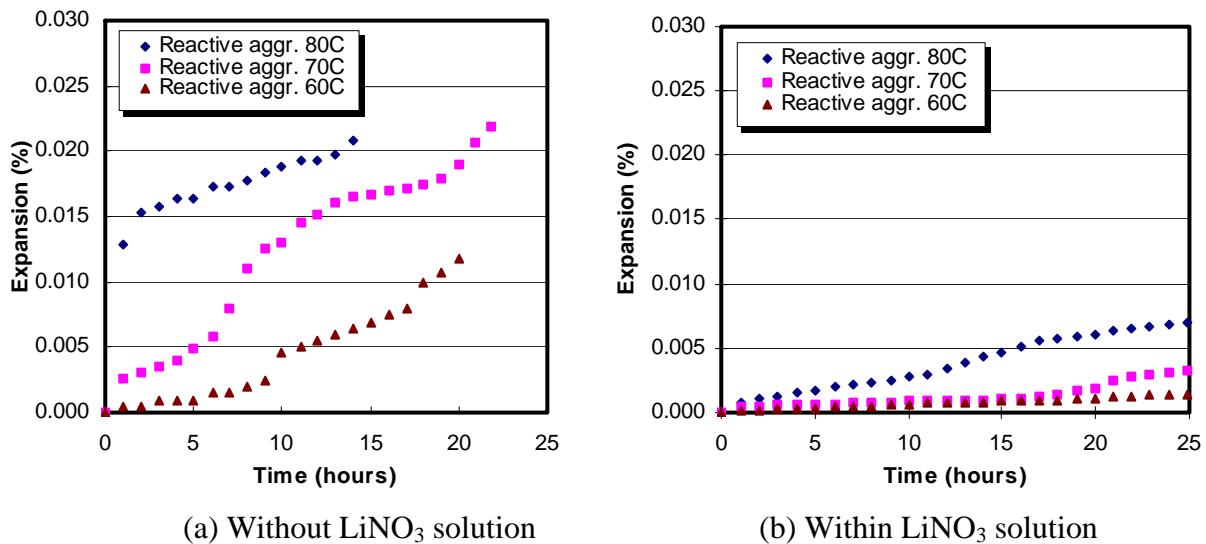 0.030
0.025
0.020
0.015
0.010
0.005
0.000
Expansion (%)
Reactive aggr. 80C
Reactive aggr. 70C
Reactive aggr. 60C
0 5 10 15 20 25
Time (hours)
(a) Without LiNO₃ solution
0.030
0.025
0.020
0.015
0.010
0.005
0.000
Expansion (%)
Reactive aggr. 80C
Reactive aggr. 70C
Reactive aggr. 60C
0 5 10 15 20 25
Time (hours)
(b) Within LiNO₃ solution